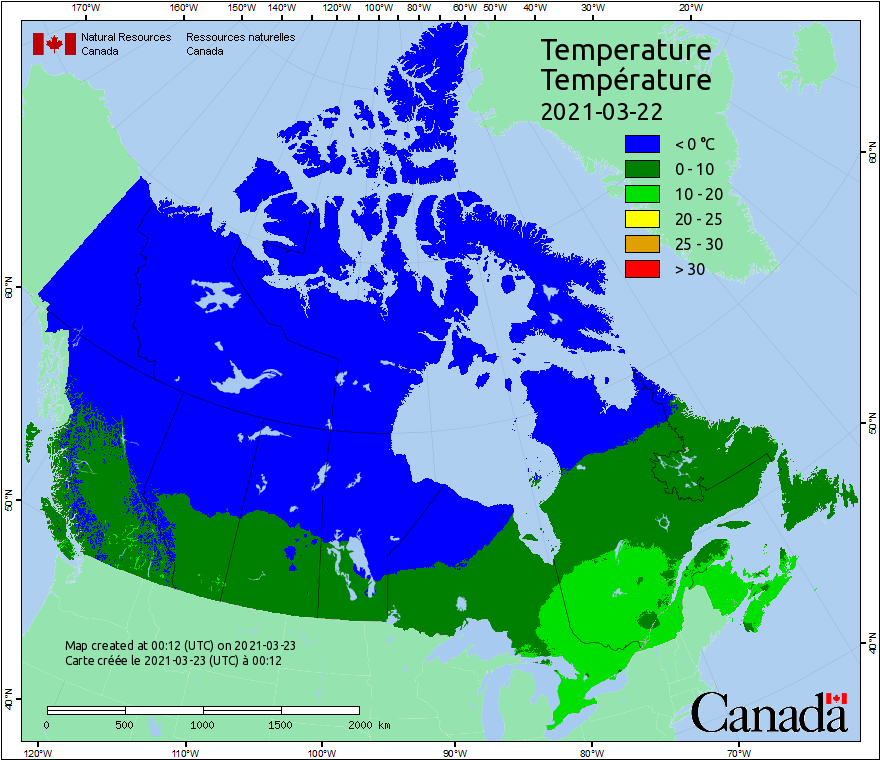 170°W 160°W 150°W 140°W 130°W 120°W 110°W 100°W 90°W 80°W 70°W 60°W 50°W 40°W 30°W 20°W
Natural Resources Ressources naturelles
Canada Canada
Temperature
Température
2021-03-22
< 0 °C
0 - 10
10 - 20
20 - 25
25 - 30
> 30
60°N
50°N
40°N
60°N
50°N
40°N
Map created at 00:12 (UTC) on 2021-03-23
Carte créée le 2021-03-23 (UTC) à 00:12
0 500 1000 1500 2000 km
Canada
120°W 110°W 100°W 90°W 80°W 70°W